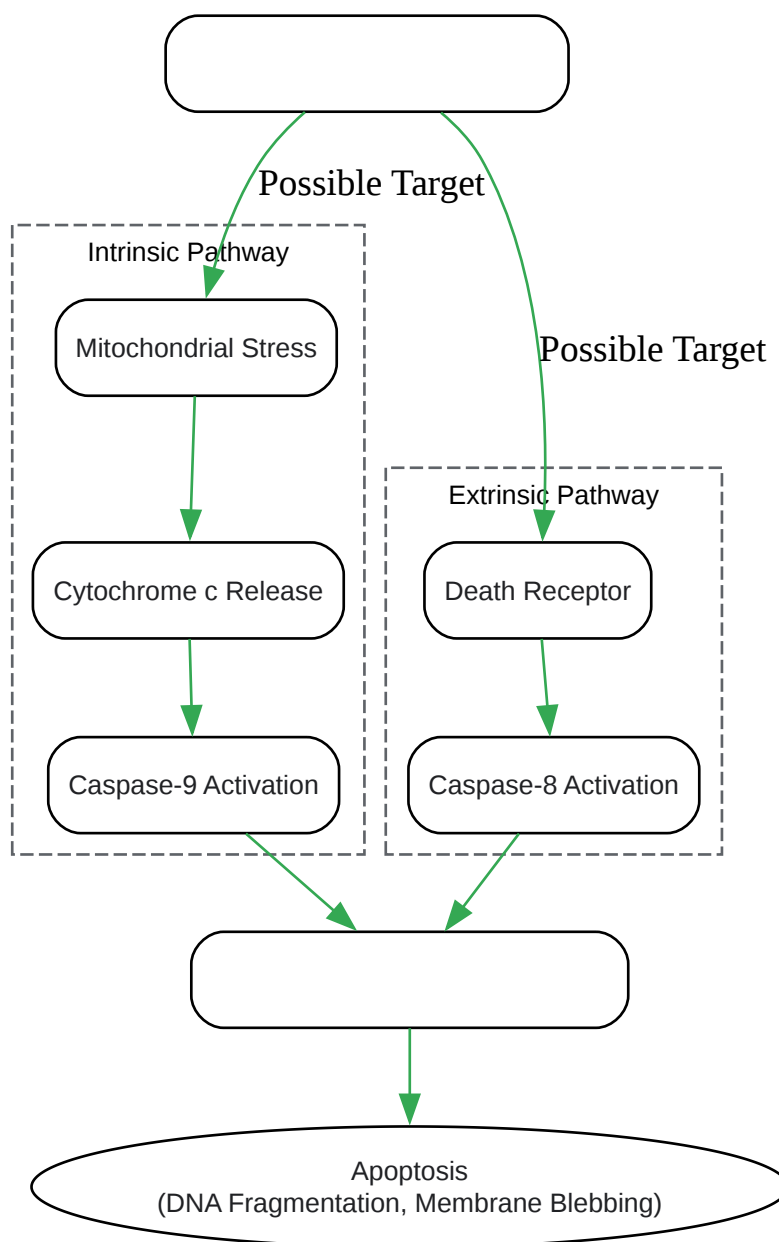 Possible Target
Intrinsic Pathway
Mitochondrial Stress
Possible Target
Extrinsic Pathway
Cytochrome c Release
Death Receptor
Caspase-9 Activation
Caspase-8 Activation
Apoptosis
(DNA Fragmentation, Membrane Blebbing)